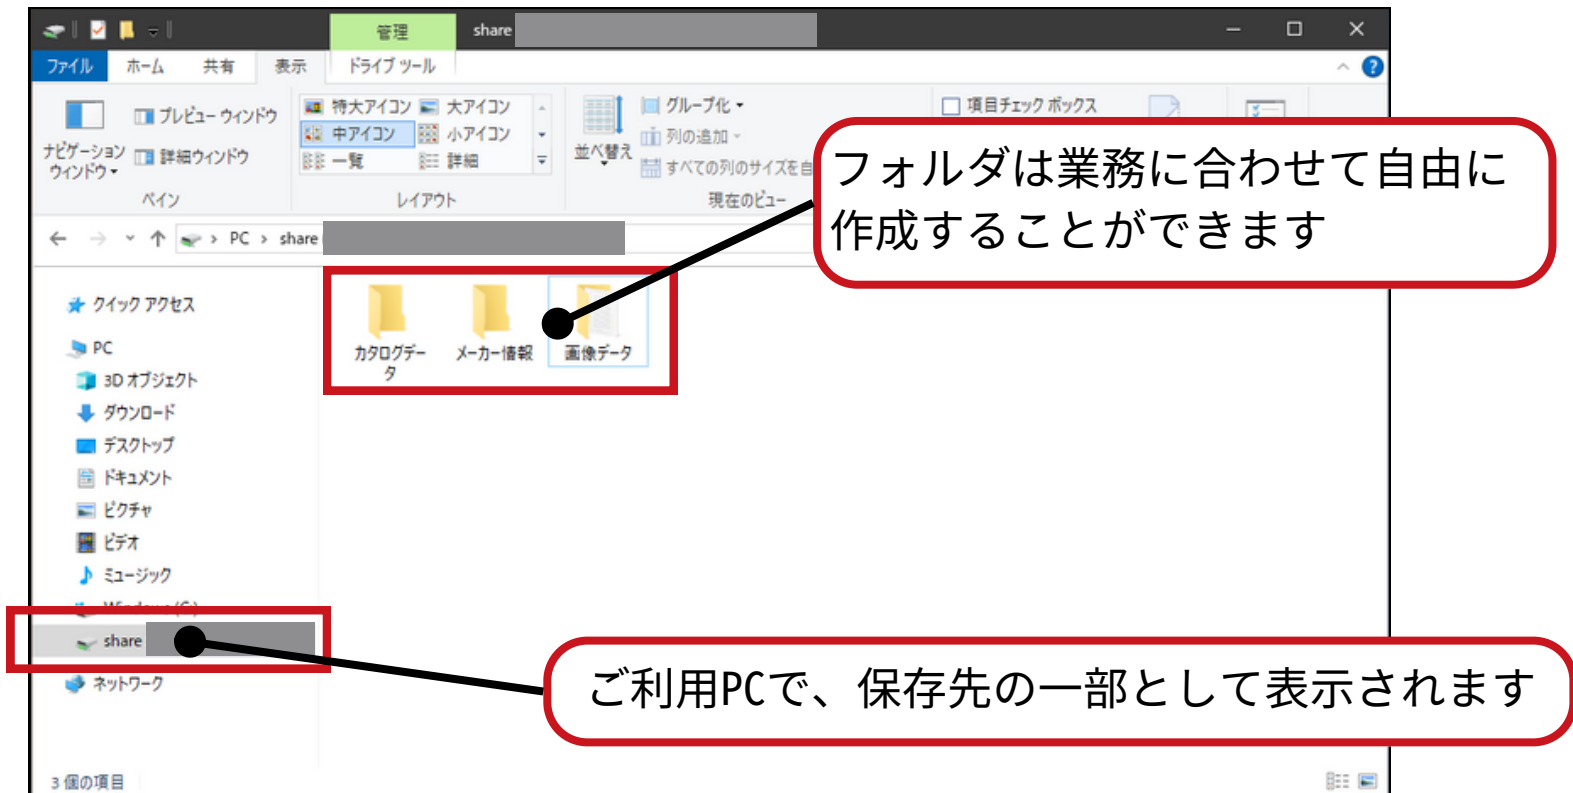 管理
share
ファイル ホーム 共有 表示 ドライブ ツール
ナビゲーション
ウィンドウ
プレビュー ウィンドウ
詳細ウィンドウ
ペイン
特大アイコン 大アイコン
中アイコン 小アイコン
一覧 詳細
レイアウト
並べ替え
グループ化
列の追加
すべての列のサイズを自
現在のビュー
項目チェック ボックス
フォルダは業務に合わせて自由に
作成することができます
PC share
クイック アクセス
PC
3D オブジェクト
ダウンロード
デスクトップ
ドキュメント
ピクチャ
ビデオ
ミュージック
share
ネットワーク
カタログデー
タ
メーカー情報
画像データ
ご利用PCで、保存先の一部として表示されます
3 個の項目